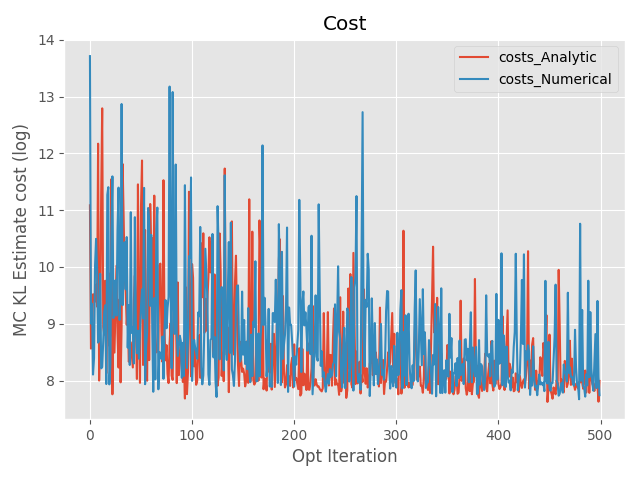 Cost
costs_Analytic
costs_Numerical
MC KL Estimate cost (log)
14
13
12
11
10
9
8
0 100 200 300 400 500
Opt Iteration